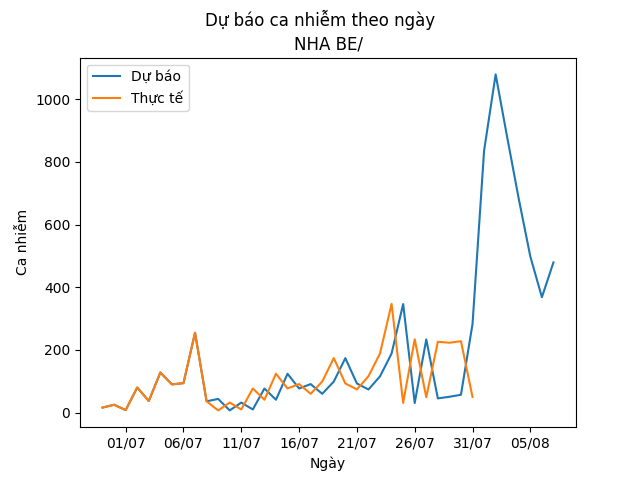 Dự báo ca nhiễm theo ngày
NHA BE/
Dự báo
Thực tế
Ca nhiễm
1000
800
600
400
200
0
01/07 06/07 11/07 16/07 21/07 26/07 31/07 05/08
Ngày